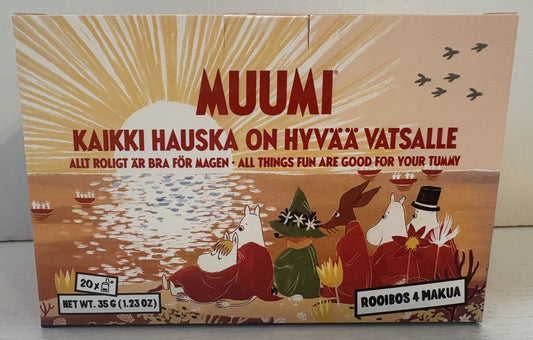 MUUMI
KAIKKI HAUSKA ON HYVÄÄ VATSALLE
ALLT ROLIGT ÄR BRA FÖR MAGEN · ALL THINGS FUN ARE GOOD FOR YOUR TUMMY
20 x
NET WT. 35 G (1.23 OZ)
ROOIBOS 4 MAKUA